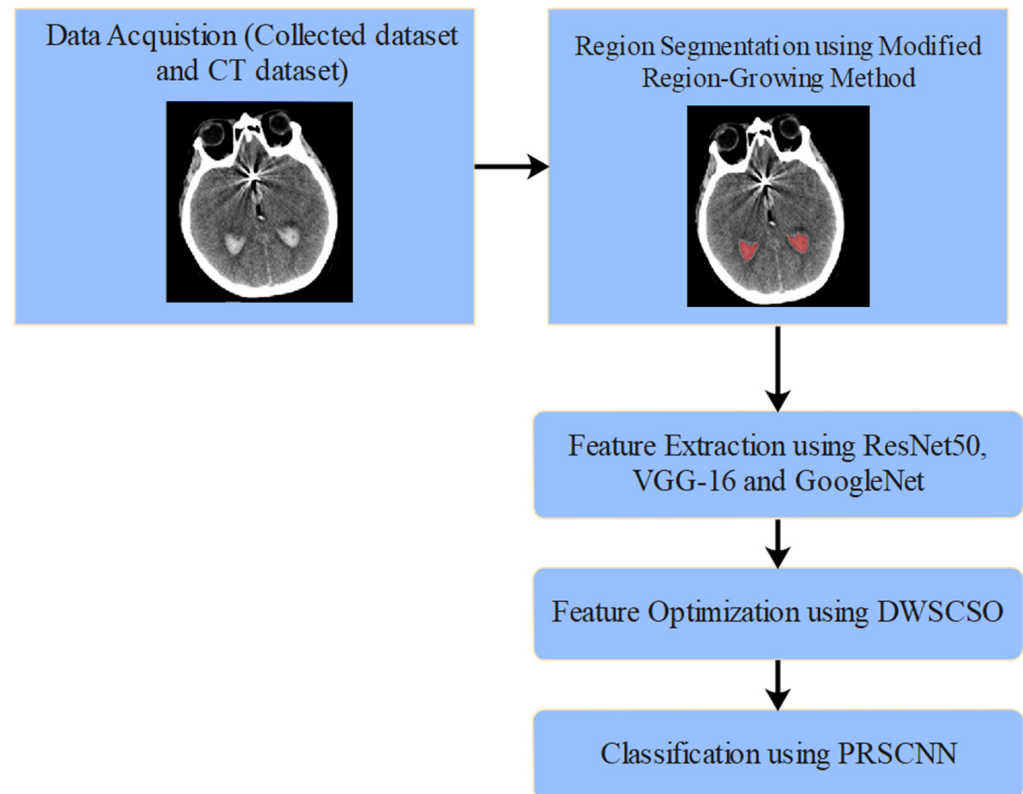 Data Acquistion (Collected dataset
and CT dataset)
Region Segmentation using Modified
Region-Growing Method
Feature Extraction using ResNet50,
VGG-16 and GoogleNet
Feature Optimization using DWSCSO
Classification using PRSCNN